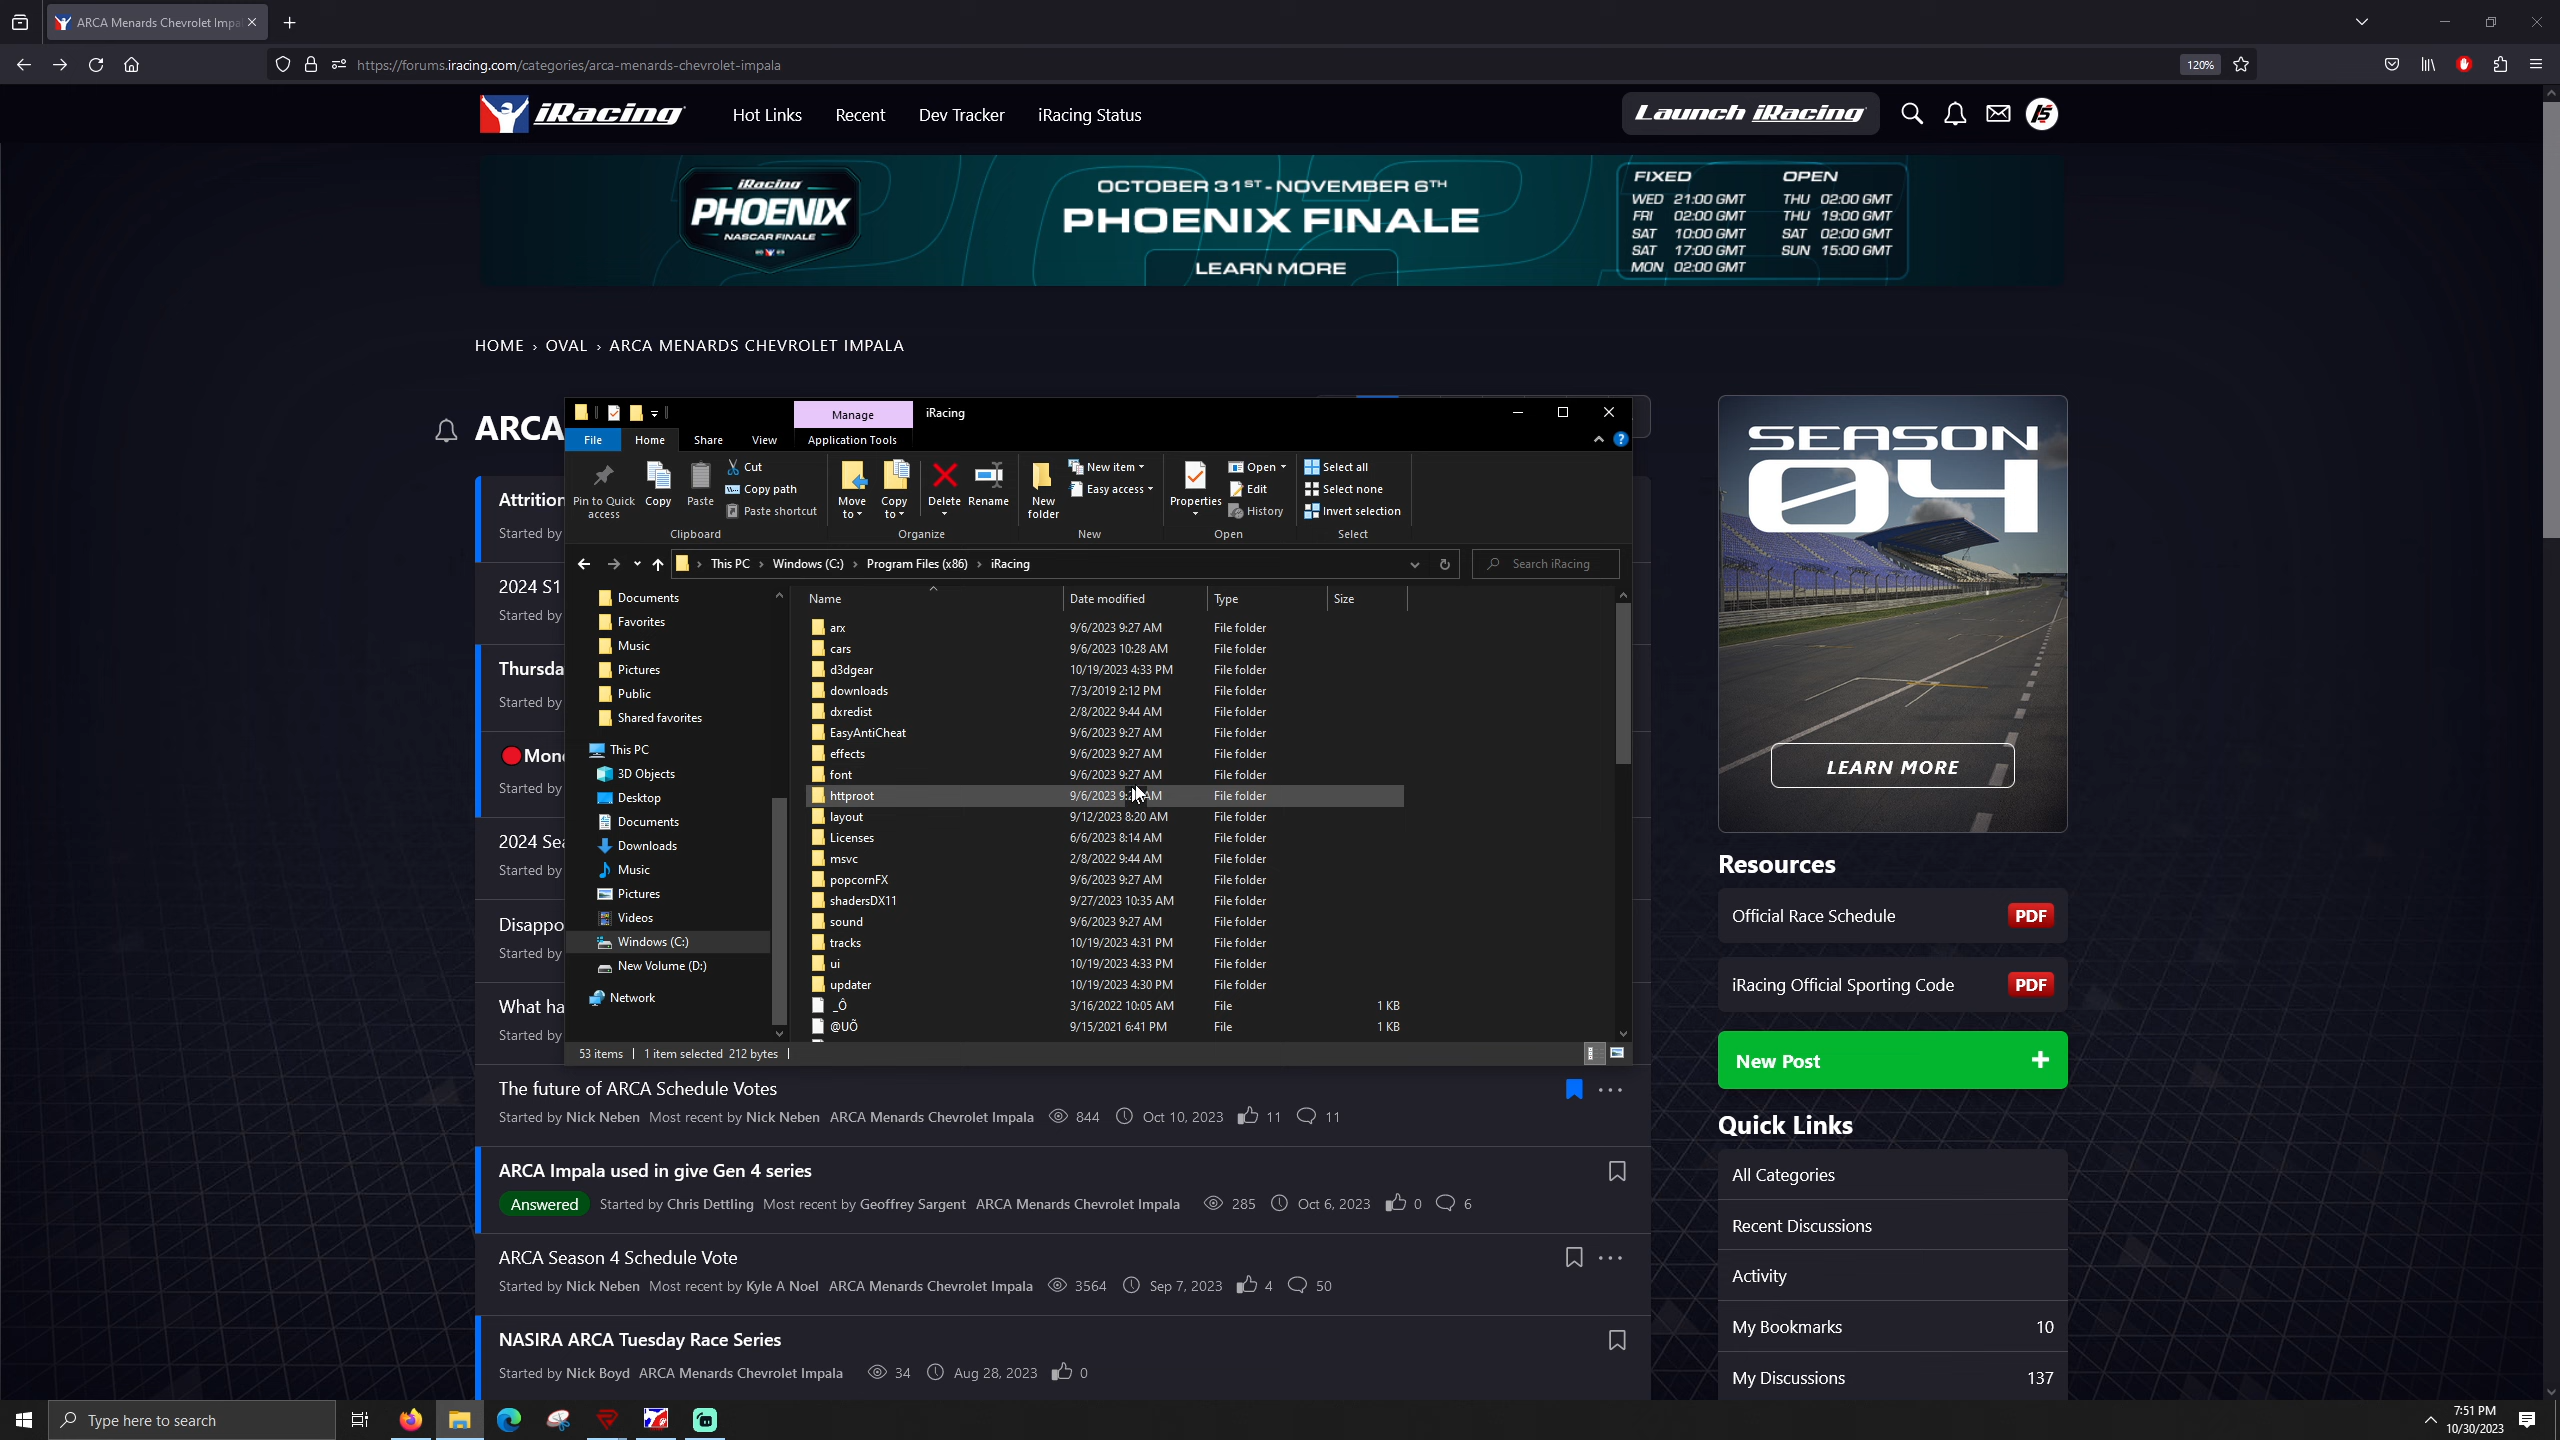 ARCA Menards Chevrolet Impal
https://forums.iracing.com/categories/arca-menards-chevrolet-impala
120%
iRacing
Hot Links
Recent
Dev Tracker
iRacing Status
Launch iRacing
iRacing
PHOENIX
NASCAR FINALE
OCTOBER 31ST - NOVEMBER 6TH
PHOENIX FINALE
LEARN MORE
FIXED OPEN
WED 21:00 GMT THU 02:00 GMT
FRI 02:00 GMT THU 19:00 GMT
SAT 10:00 GMT SAT 02:00 GMT
SAT 17:00 GMT SUN 15:00 GMT
MON 02:00 GMT
HOME › OVAL › ARCA MENARDS CHEVROLET IMPALA
ARCA
Attrition
Started by
2024 S1
Started by
Thursda
Started by
Mon
Started by
2024 Sea
Started by
Disappo
Started by
What ha
Started by
Manage
iRacing
File
Home
Share
View
Application Tools
Pin to Quick access
Copy
Paste
Cut
Copy path
Paste shortcut
Clipboard
Move to
Copy to
Delete
Rename
Organize
New folder
New item
Easy access
New
Properties
Open
Edit
History
Open
Select all
Select none
Invert selection
Select
This PC › Windows (C:) › Program Files (x86) › iRacing
Search iRacing
Documents
Favorites
Music
Pictures
Public
Shared favorites
This PC
3D Objects
Desktop
Documents
Downloads
Music
Pictures
Videos
Windows (C:)
New Volume (D:)
Network
Name Date modified Type Size
arx 9/6/2023 9:27 AM File folder
cars 9/6/2023 10:28 AM File folder
d3dgear 10/19/2023 4:33 PM File folder
downloads 7/3/2019 2:12 PM File folder
dxredist 2/8/2022 9:44 AM File folder
EasyAntiCheat 9/6/2023 9:27 AM File folder
effects 9/6/2023 9:27 AM File folder
font 9/6/2023 9:27 AM File folder
httproot 9/6/2023 AM File folder
layout 9/12/2023 8:20 AM File folder
Licenses 6/6/2023 8:14 AM File folder
msvc 2/8/2022 9:44 AM File folder
popcornFX 9/6/2023 9:27 AM File folder
shadersDX11 9/27/2023 10:35 AM File folder
sound 9/6/2023 9:27 AM File folder
tracks 10/19/2023 4:31 PM File folder
ui 10/19/2023 4:33 PM File folder
updater 10/19/2023 4:30 PM File folder
_Ô 3/16/2022 10:05 AM File 1 KB
@UÕ 9/15/2021 6:41 PM File 1 KB
53 items 1 item selected 212 bytes
The future of ARCA Schedule Votes
Started by Nick Neben Most recent by Nick Neben ARCA Menards Chevrolet Impala 844 Oct 10, 2023 11 11
ARCA Impala used in give Gen 4 series
Answered Started by Chris Dettling Most recent by Geoffrey Sargent ARCA Menards Chevrolet Impala 285 Oct 6, 2023 0 6
ARCA Season 4 Schedule Vote
Started by Nick Neben Most recent by Kyle A Noel ARCA Menards Chevrolet Impala 3564 Sep 7, 2023 4 50
NASIRA ARCA Tuesday Race Series
Started by Nick Boyd ARCA Menards Chevrolet Impala 34 Aug 28, 2023 0
SEASON
04
LEARN MORE
Resources
Official Race Schedule PDF
iRacing Official Sporting Code PDF
New Post +
Quick Links
All Categories
Recent Discussions
Activity
My Bookmarks 10
My Discussions 137
Type here to search
7:51 PM
10/30/2023